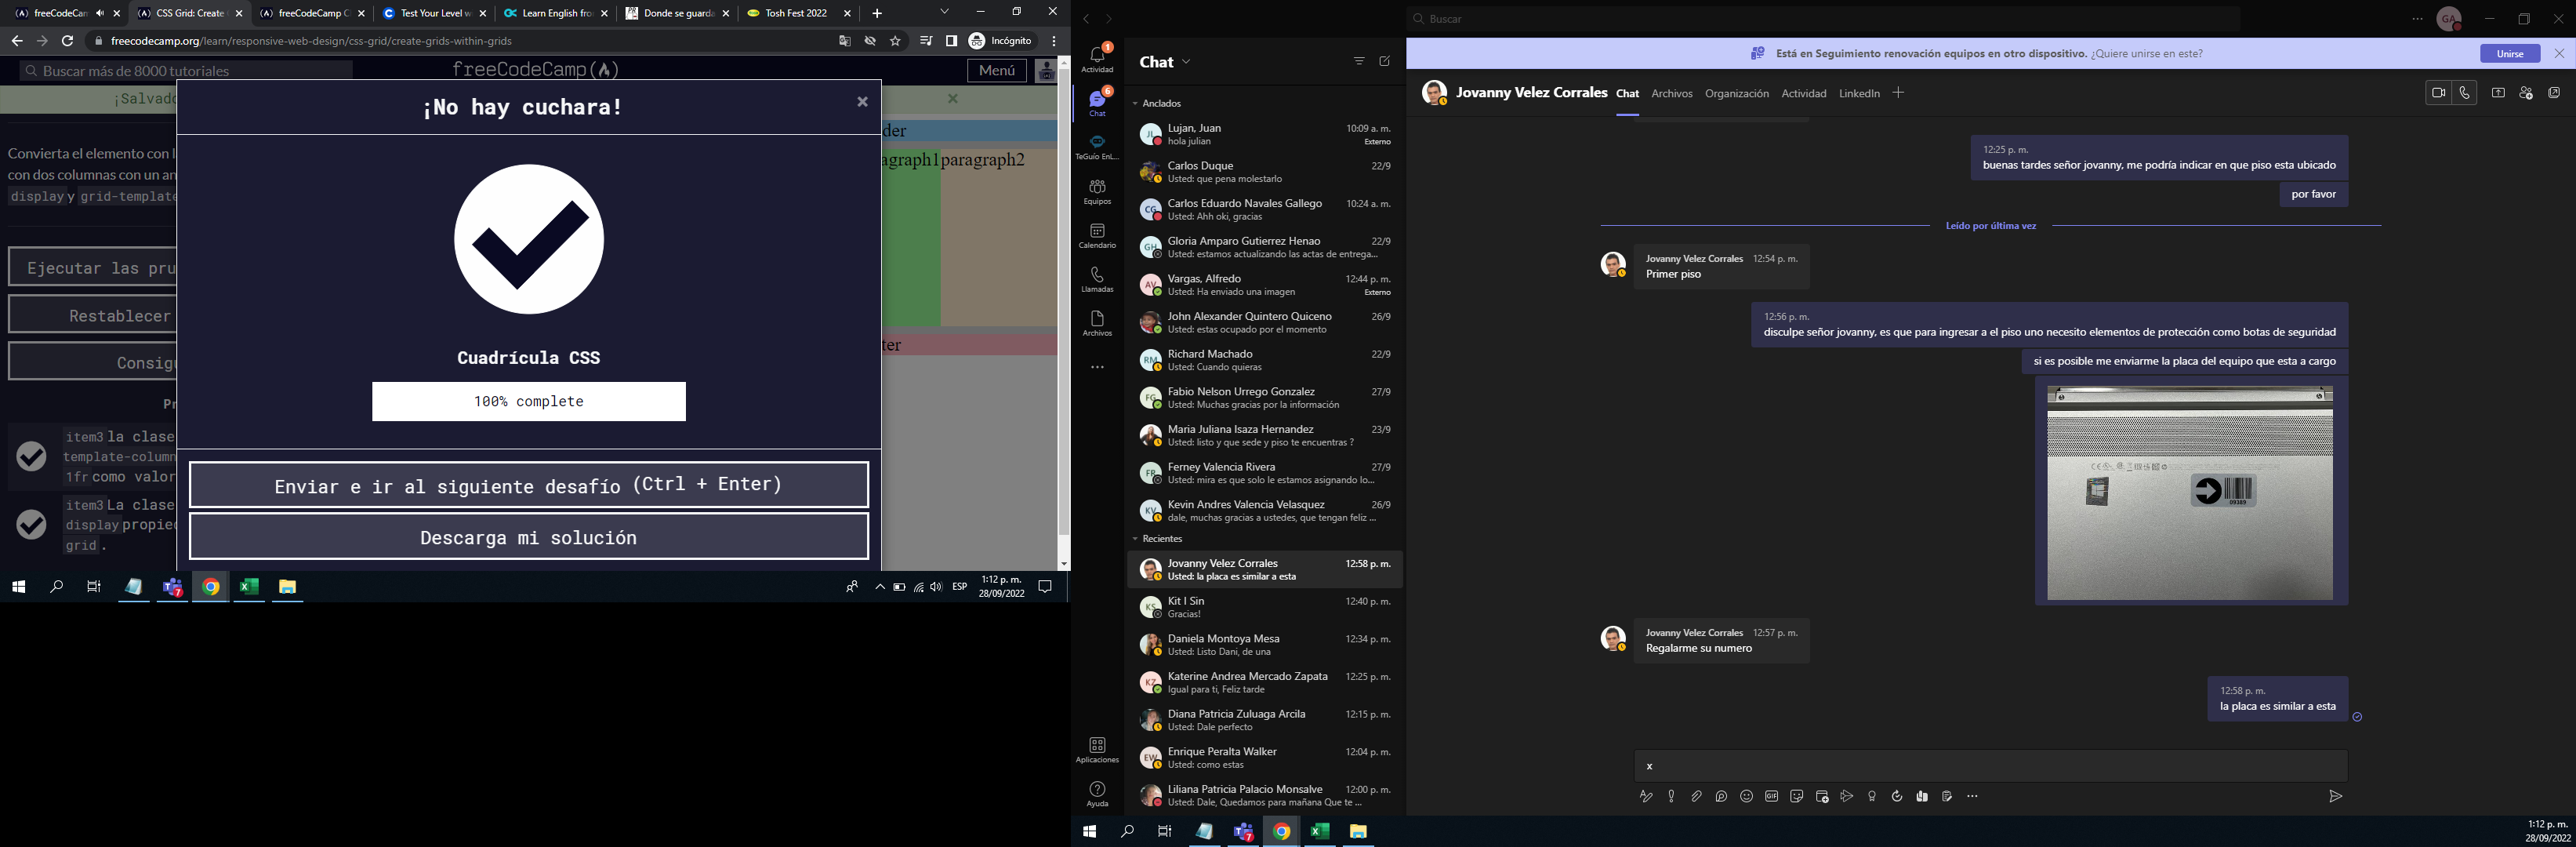 freeCodeCam
CSS Grid: Create
freeCodeCamp C
Test Your Level w
Learn English fro
Donde se guarda
Tosh Fest 2022
freecodecamp.org/learn/responsive-web-design/css-grid/create-grids-within-grids
Incógnito
Buscar más de 8000 tutoriales
freeCodeCamp
Menú
¡Salvado
¡No hay cuchara!
Convierta el elemento con l
con dos columnas con un an
display y grid-template
Ejecutar las pru
Restablecer
Consigu
Pr
item3 la clase
template-column
1fr como valor
item3 La clase
display propied
grid .
der
agraph1 paragraph2
ter
Cuadrícula CSS
100% complete
Enviar e ir al siguiente desafío (Ctrl + Enter)
Descarga mi solución
ESP
1:12 p. m.
28/09/2022
Buscar
GA
Está en Seguimiento renovación equipos en otro dispositivo. ¿Quiere unirse en este?
Unirse
1
Actividad
6
Chat
TeGuío EnL...
Equipos
Calendario
Llamadas
Archivos
Aplicaciones
Ayuda
Chat
Anclados
Lujan, Juan 10:09 a. m.
hola julian Externo
Carlos Duque 22/9
Usted: que pena molestarlo
Carlos Eduardo Navales Gallego 10:24 a. m.
Usted: Ahh oki, gracias
Gloria Amparo Gutierrez Henao 22/9
Usted: estamos actualizando las actas de entrega...
Vargas, Alfredo 12:44 p. m.
Usted: Ha enviado una imagen Externo
John Alexander Quintero Quiceno 26/9
Usted: estas ocupado por el momento
Richard Machado 22/9
Usted: Cuando quieras
Fabio Nelson Urrego Gonzalez 27/9
Usted: Muchas gracias por la información
Maria Juliana Isaza Hernandez 23/9
Usted: listo y que sede y piso te encuentras ?
Ferney Valencia Rivera 27/9
Usted: mira es que solo le estamos asignando lo...
Kevin Andres Valencia Velasquez 26/9
dale, muchas gracias a ustedes, que tengan feliz ...
Recientes
Jovanny Velez Corrales 12:58 p. m.
Usted: la placa es similar a esta
Kit I Sin 12:40 p. m.
Gracias!
Daniela Montoya Mesa 12:34 p. m.
Usted: Listo Dani, de una
Katerine Andrea Mercado Zapata 12:25 p. m.
Igual para ti, Feliz tarde
Diana Patricia Zuluaga Arcila 12:15 p. m.
Usted: Dale perfecto
Enrique Peralta Walker 12:04 p. m.
Usted: como estas
Liliana Patricia Palacio Monsalve 12:00 p. m.
Usted: Dale, Quedamos para mañana Que te ...
Jovanny Velez Corrales Chat Archivos Organización Actividad LinkedIn
12:25 p. m.
buenas tardes señor jovanny, me podría indicar en que piso esta ubicado
por favor
Leído por última vez
Jovanny Velez Corrales 12:54 p. m.
Primer piso
12:56 p. m.
disculpe señor jovanny, es que para ingresar a el piso uno necesito elementos de protección como botas de seguridad
si es posible me enviarme la placa del equipo que esta a cargo
09389
Jovanny Velez Corrales 12:57 p. m.
Regalarme su numero
12:58 p. m.
la placa es similar a esta
x
GIF
1:12 p. m.
28/09/2022